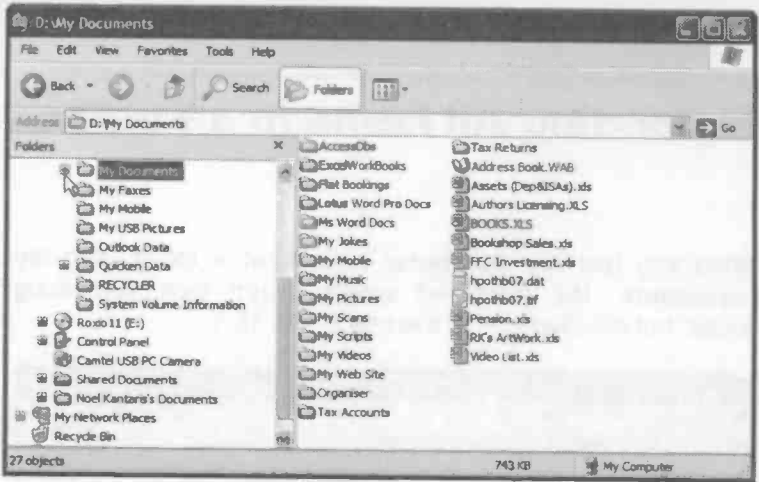 D:\My Documents
File Edit View Favorites Tools Help
Back Search Folders
Address D:\My Documents Go
Folders
My Documents
My Faxes
My Mobile
My USB Pictures
Outlook Data
Quicken Data
RECYCLER
System Volume Information
Roxio11 (E:)
Control Panel
Camtel USB PC Camera
Shared Documents
Noel Kantaris's Documents
My Network Places
Recycle Bin
AccessDbs
ExcelWorkBooks
Flat Bookings
Lotus Word Pro Docs
Ms Word Docs
My Jokes
My Mobile
My Music
My Pictures
My Scans
My Scripts
My Videos
My Web Site
Organiser
Tax Accounts
Tax Returns
Address Book.WAB
Assets (Dep&ISAs).xls
Authors Licensing.XLS
BOOKS.XLS
Bookshop Sales.xls
FFC Investment.xls
hpothb07.dat
hpothb07.tif
Pension.xls
RK's ArtWork.xls
Video List.xls
27 objects
743 KB
My Computer